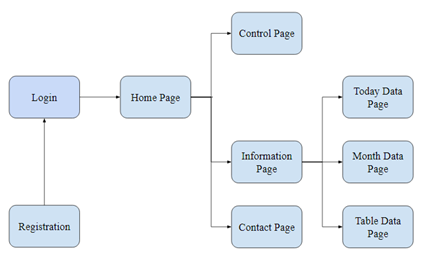 Control Page
Login
Home Page
Today Data
Page
Information
Page
Month Data
Page
Registration
Contact Page
Table Data
Page